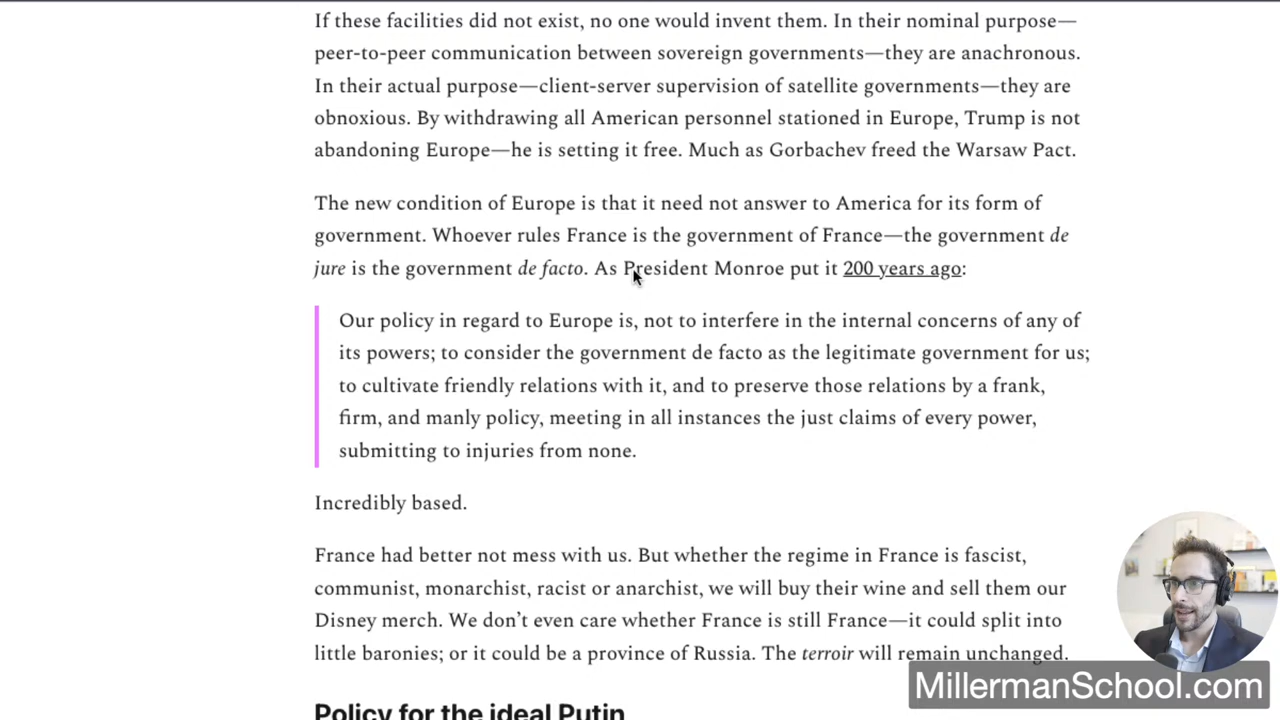 If these facilities did not exist, no one would invent them. In their nominal purpose—
peer-to-peer communication between sovereign governments—they are anachronous.
In their actual purpose—client-server supervision of satellite governments—they are
obnoxious. By withdrawing all American personnel stationed in Europe, Trump is not
abandoning Europe—he is setting it free. Much as Gorbachev freed the Warsaw Pact.
The new condition of Europe is that it need not answer to America for its form of
government. Whoever rules France is the government of France—the government de
jure is the government de facto. As President Monroe put it 200 years ago:
Our policy in regard to Europe is, not to interfere in the internal concerns of any of
its powers; to consider the government de facto as the legitimate government for us;
to cultivate friendly relations with it, and to preserve those relations by a frank,
firm, and manly policy, meeting in all instances the just claims of every power,
submitting to injuries from none.
Incredibly based.
France had better not mess with us. But whether the regime in France is fascist,
communist, monarchist, racist or anarchist, we will buy their wine and sell them our
Disney merch. We don’t even care whether France is still France—it could split into
little baronies; or it could be a province of Russia. The terroir will remain unchanged.
MillermanSchool.com
Policy for the ideal Putin